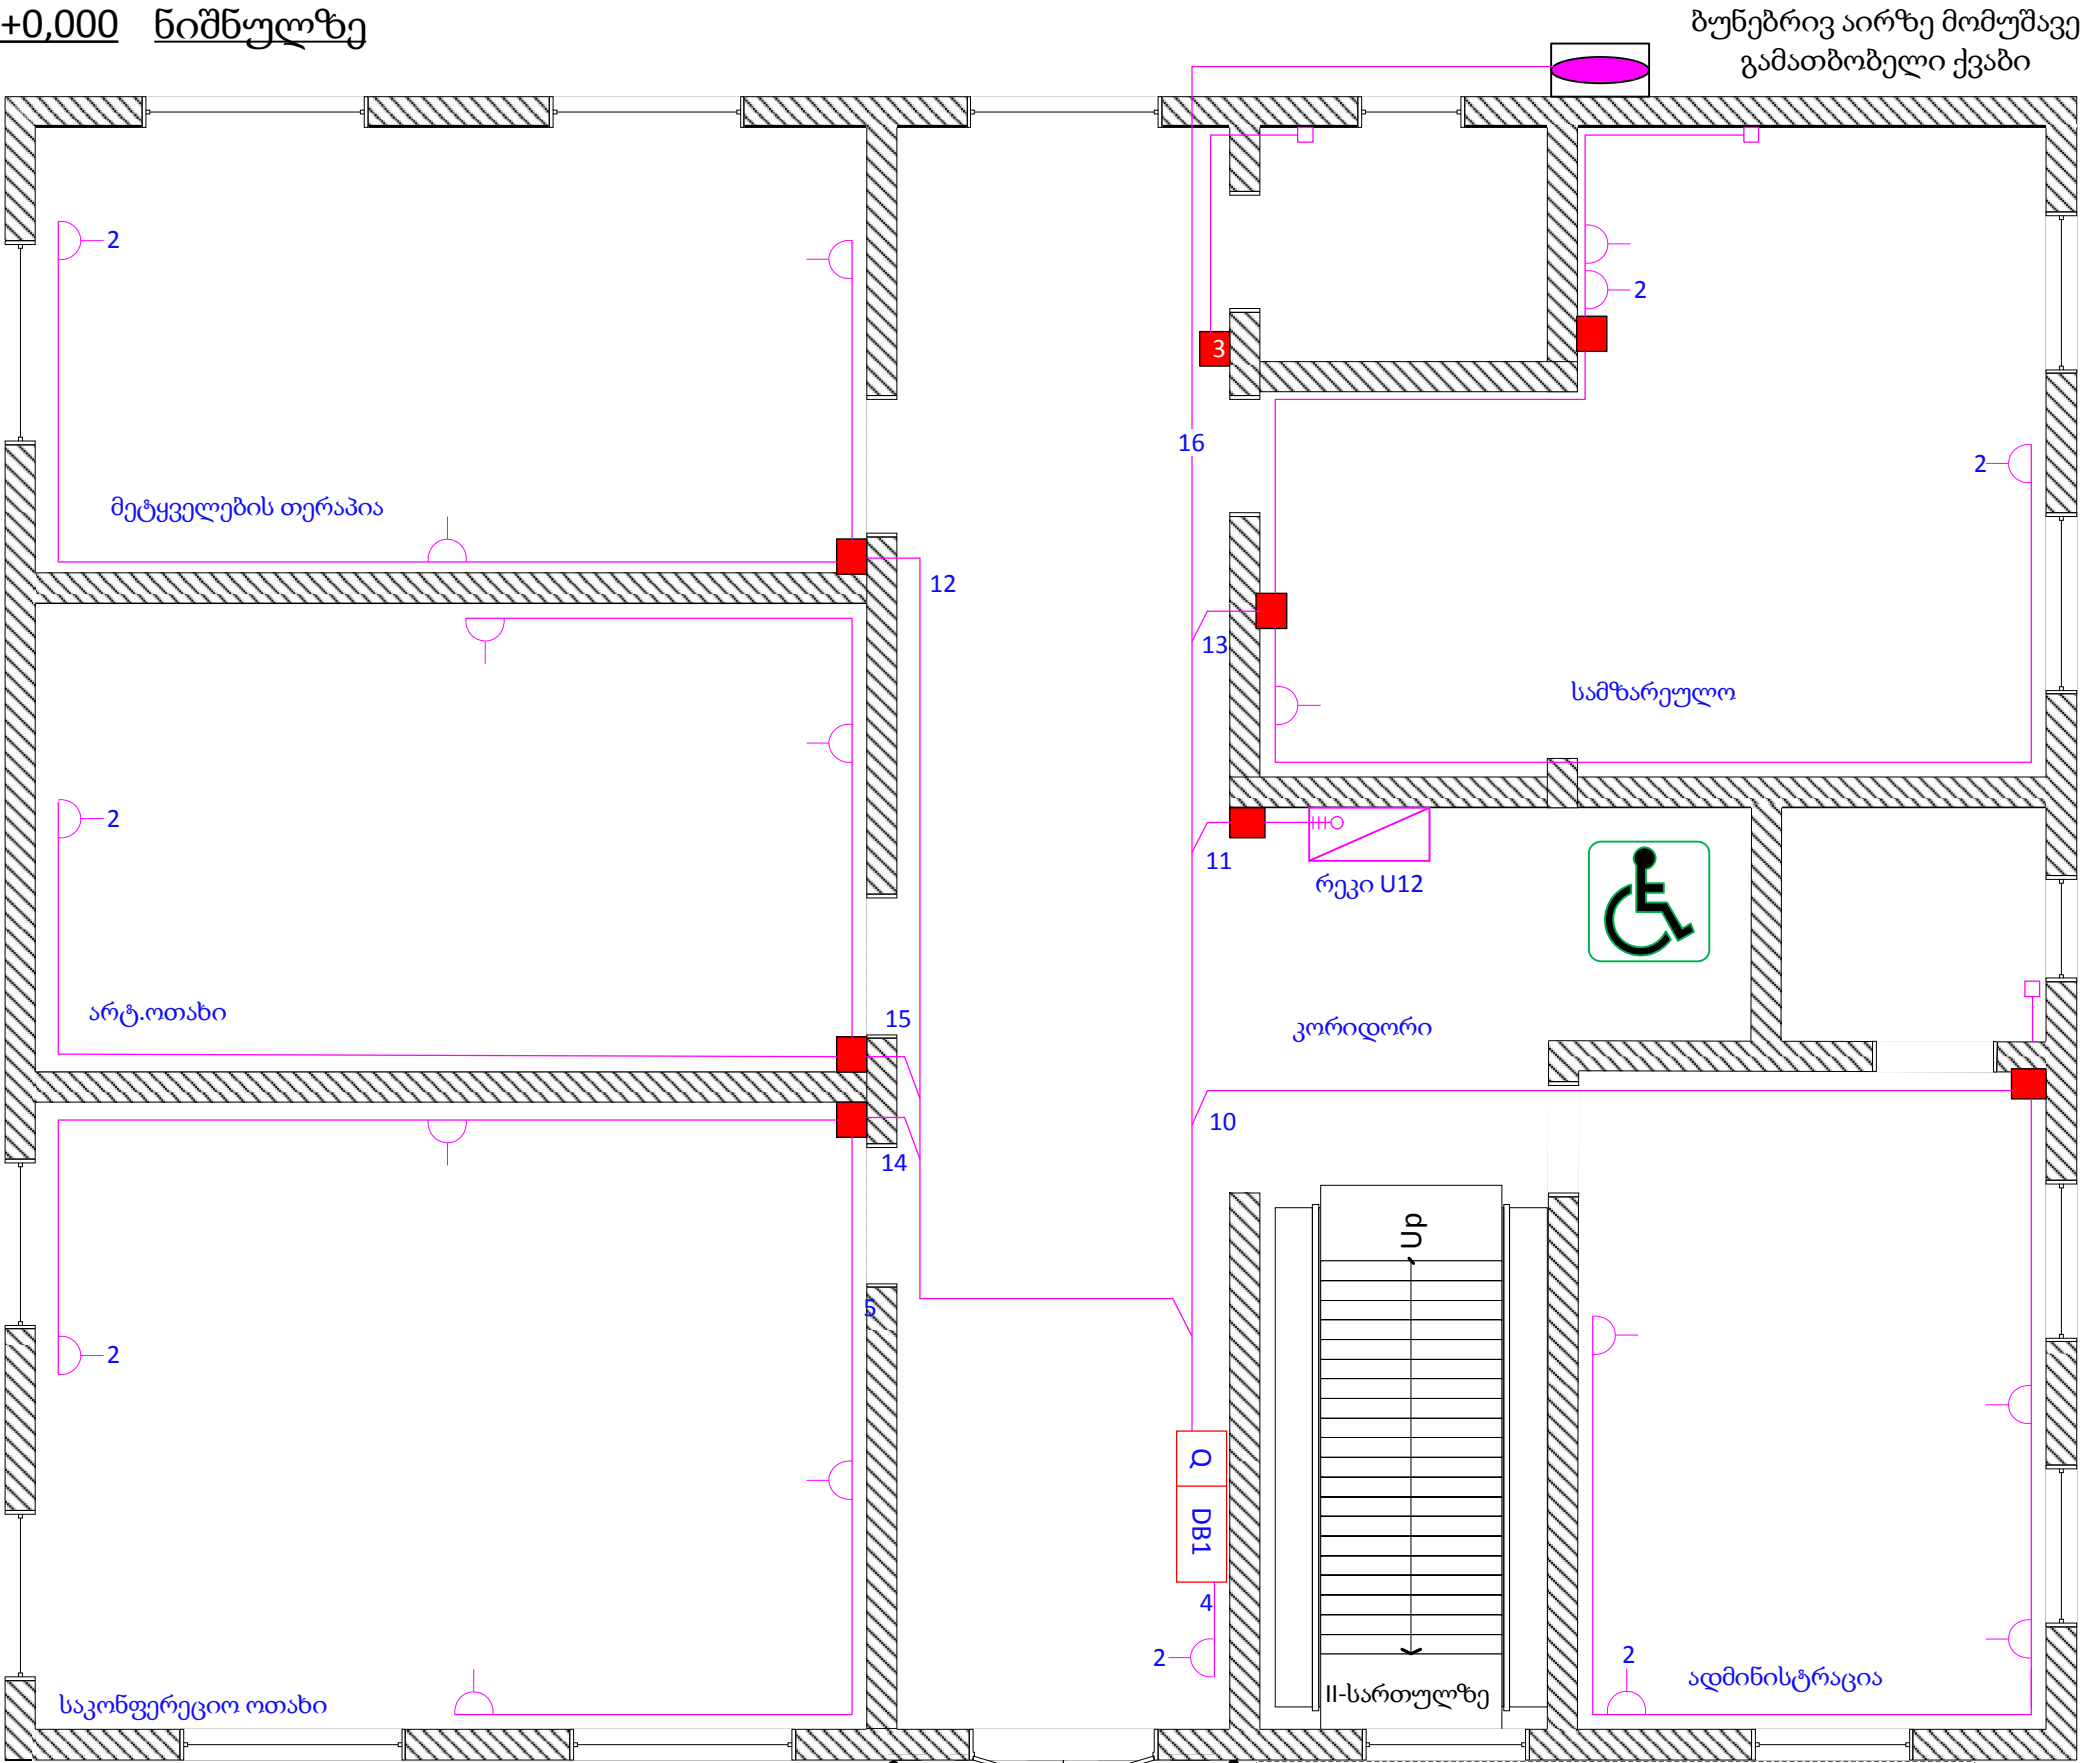 +0,000 ნიშნულზე
ბუნებრივ აირზე მომუშავე
გამათბობელი ქვაბი
2
2
3
16
2
მეტყველების თერაპია
12
13
სამზარეულო
2
11
რეკი U12
არტ.ოთახი
15
კორიდორი
10
14
Up
5
2
Q
DB1
4
2
2
II-სართულზე
ადმინისტრაცია
საკონფერეციო ოთახი